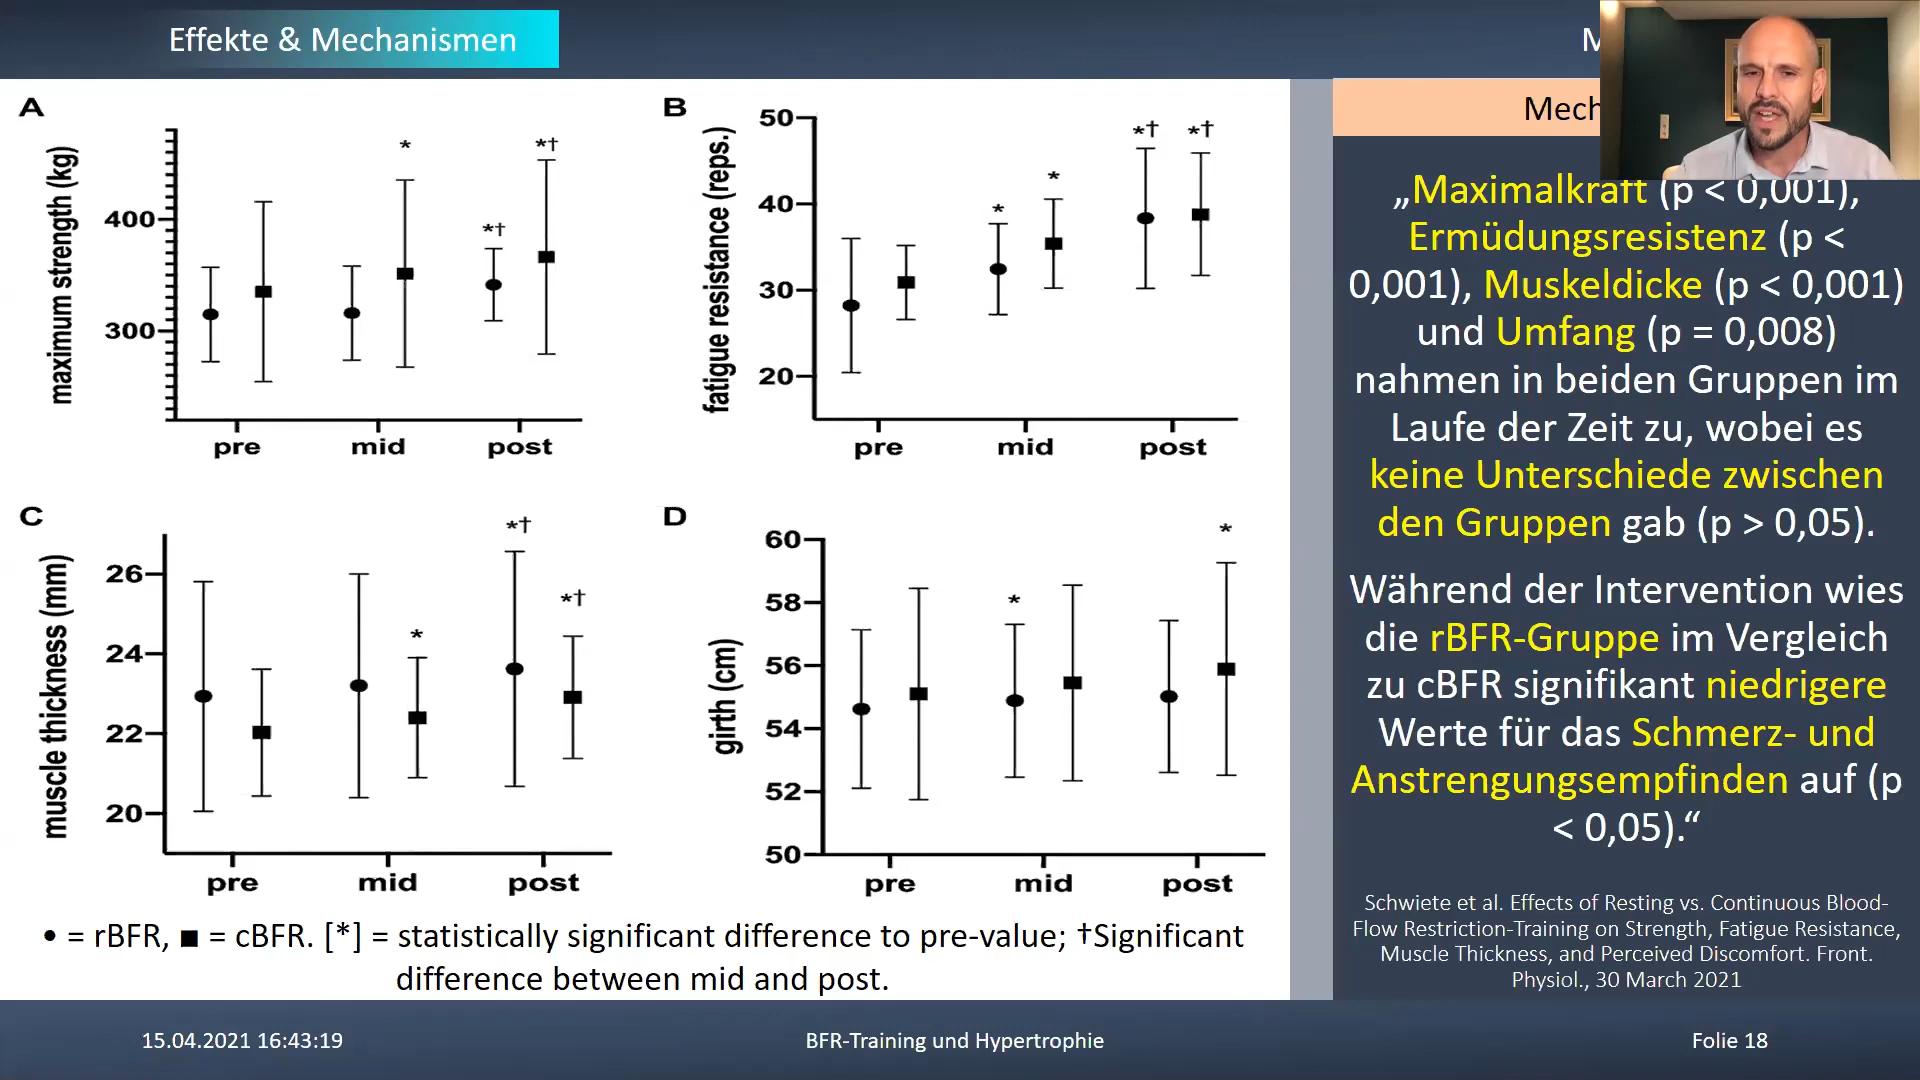 Effekte & Mechanismen
A
maximum strength (kg)
400
300
pre mid post
* *† *†
B
fatigue resistance (reps.)
50
40
30
20
pre mid post
* * *† *†
C
muscle thickness (mm)
26
24
22
20
pre mid post
* *† *†
D
girth (cm)
60
58
56
54
52
50
pre mid post
* *
• = rBFR, ■ = cBFR. [*] = statistically significant difference to pre-value; †Significant
difference between mid and post.
„Maximalkraft (p < 0,001),
Ermüdungsresistenz (p <
0,001), Muskeldicke (p < 0,001)
und Umfang (p = 0,008)
nahmen in beiden Gruppen im
Laufe der Zeit zu, wobei es
keine Unterschiede zwischen
den Gruppen gab (p > 0,05).
Während der Intervention wies
die rBFR-Gruppe im Vergleich
zu cBFR signifikant niedrigere
Werte für das Schmerz- und
Anstrengungsempfinden auf (p
< 0,05).“
Schwiete et al. Effects of Resting vs. Continuous Blood-
Flow Restriction-Training on Strength, Fatigue Resistance,
Muscle Thickness, and Perceived Discomfort. Front.
Physiol., 30 March 2021
15.04.2021 16:43:19
BFR-Training und Hypertrophie
Folie 18